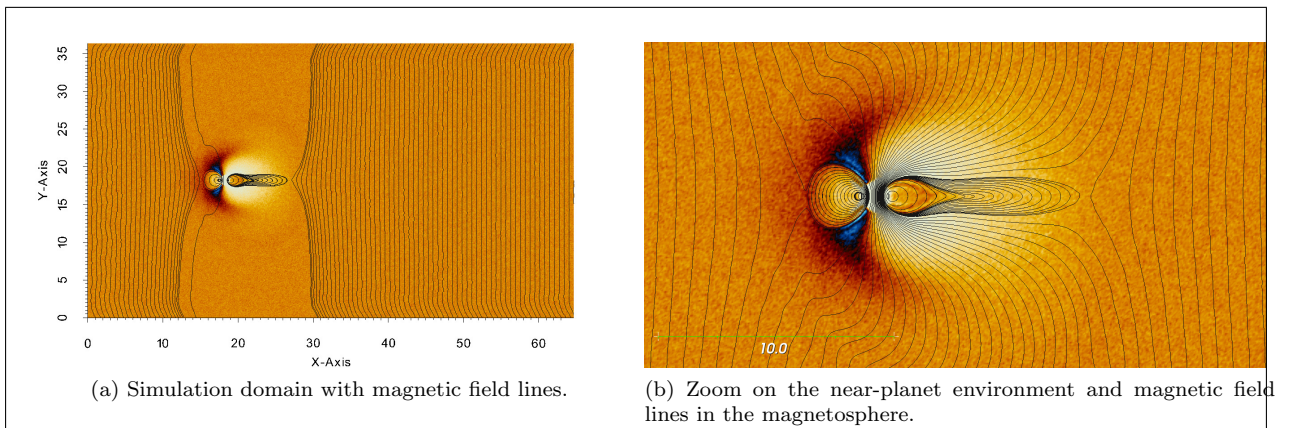 35
30
25
20
15
10
5
0
Y-Axis
0 10 20 30 40 50 60
X-Axis
10.0
(a) Simulation domain with magnetic field lines.
(b) Zoom on the near-planet environment and magnetic field
lines in the magnetosphere.